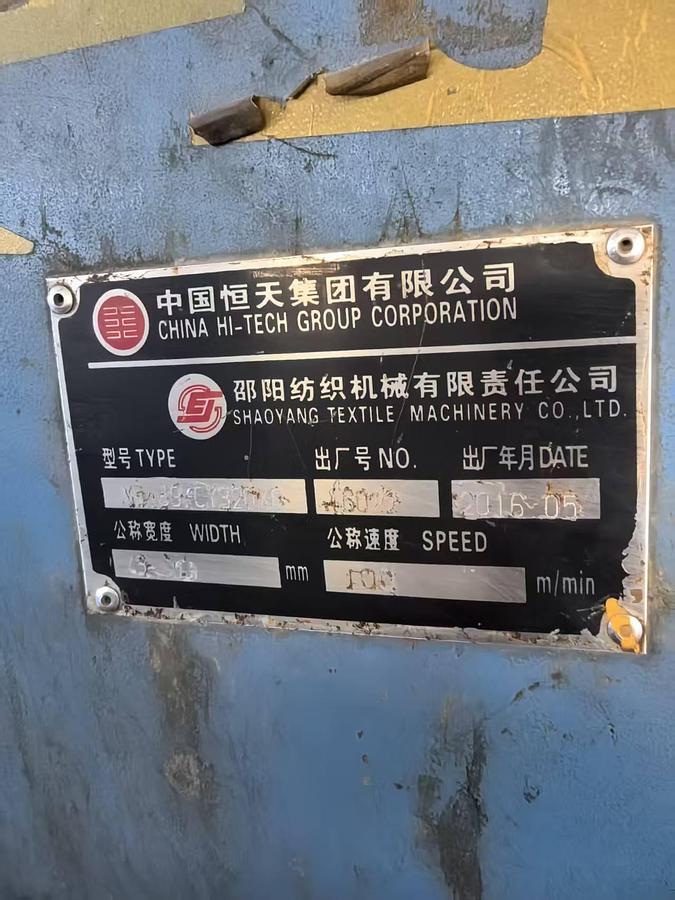 中国恒天集团有限公司
CHINA HI-TECH GROUP CORPORATION
邵阳纺织机械有限责任公司
SHAOYANG TEXTILE MACHINERY CO.,LTD.
型号 TYPE 出厂号 NO. 出厂年月 DATE
2016-05
公称宽度 WIDTH 公称速度 SPEED
mm m/min